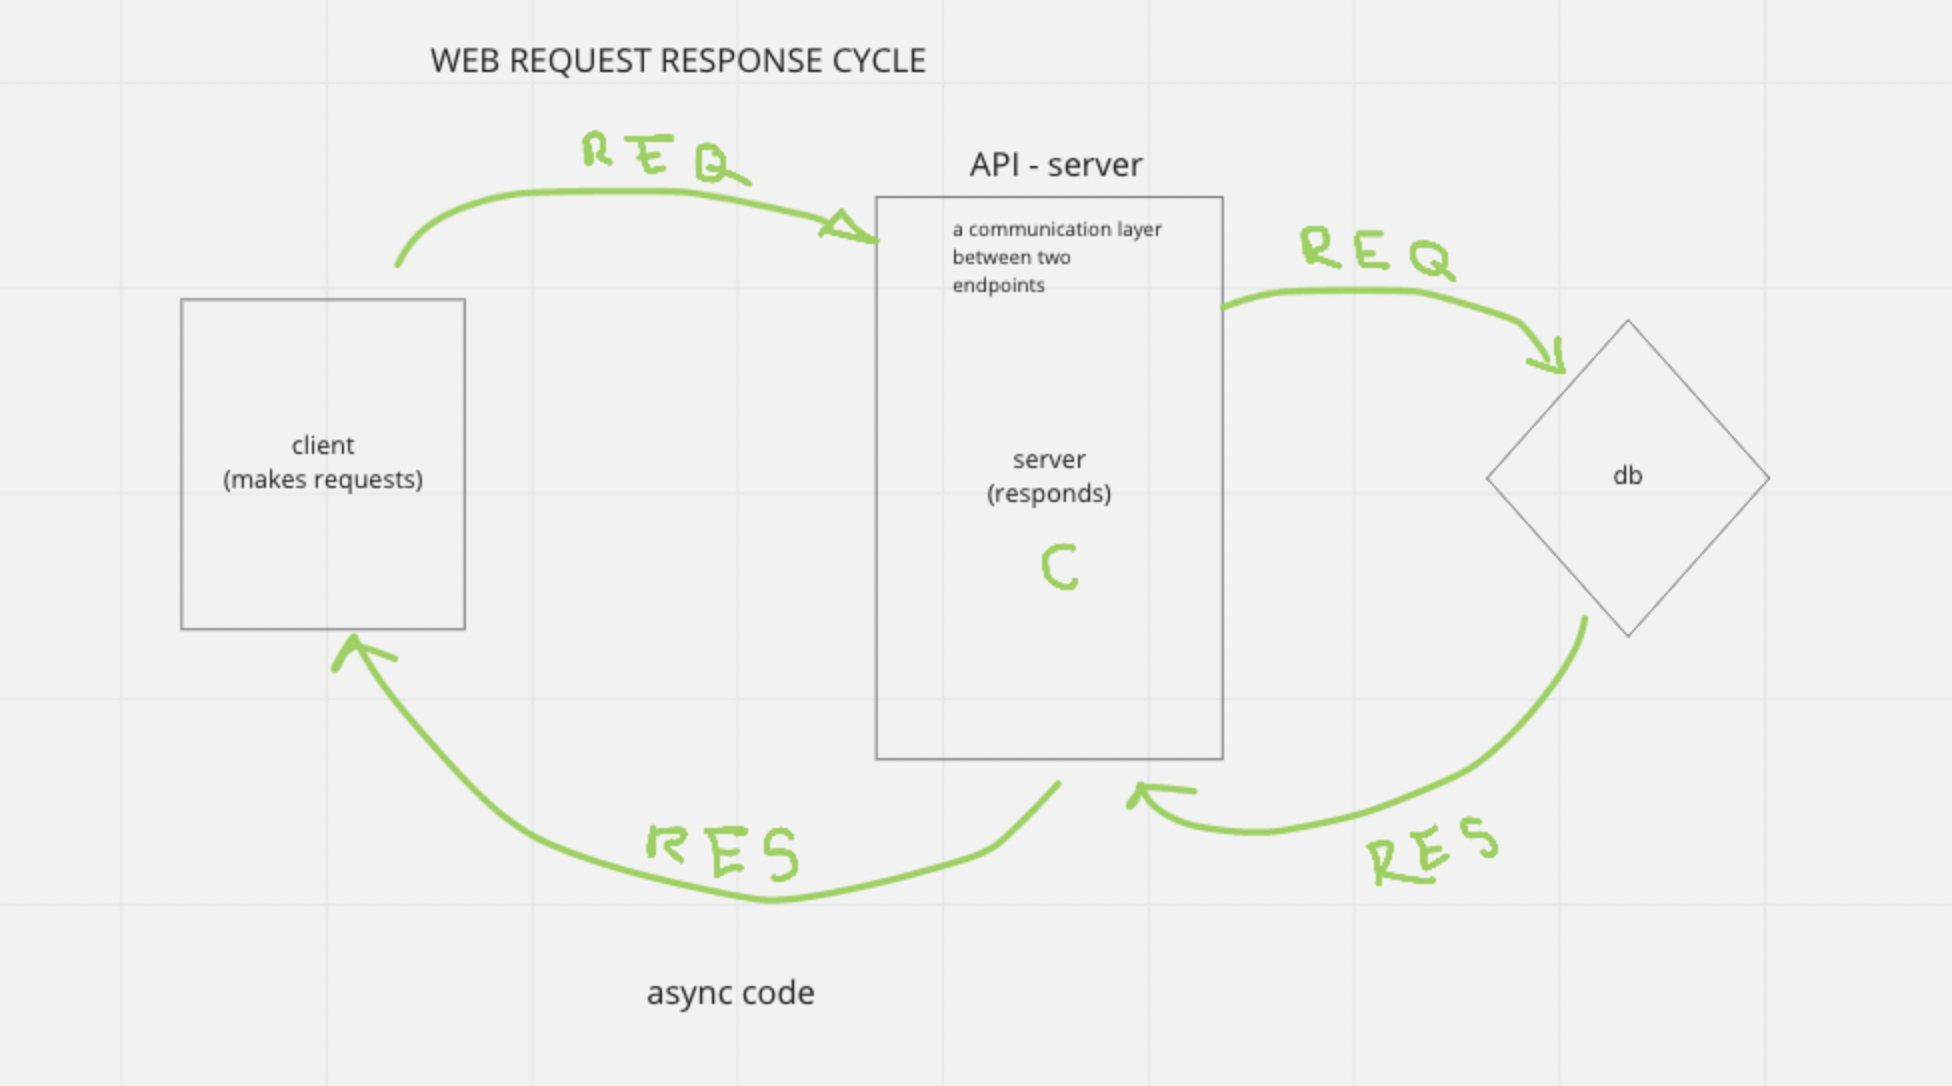 WEB REQUEST RESPONSE CYCLE
REQ
API - server
a communication layer
between two
endpoints
REQ
client
(makes requests)
server
(responds)
C
db
RES
RES
async code